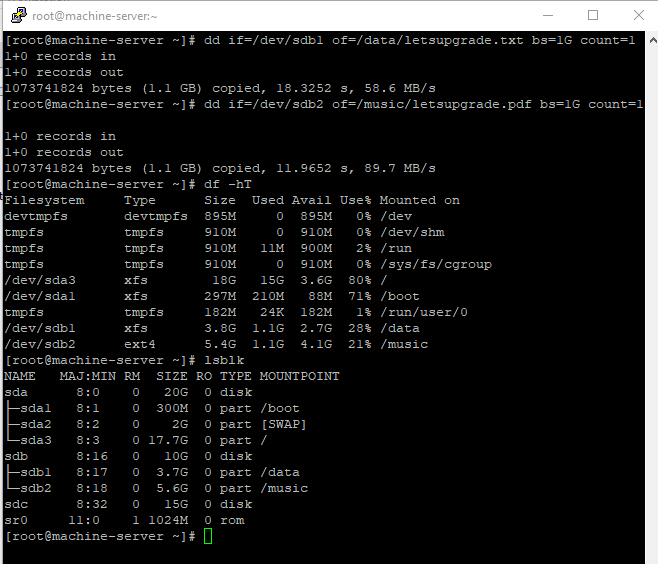 root@machine-server:~
[root@machine-server ~]# dd if=/dev/sdb1 of=/data/letsupgrade.txt bs=1G count=1
1+0 records in
1+0 records out
1073741824 bytes (1.1 GB) copied, 18.3252 s, 58.6 MB/s
[root@machine-server ~]# dd if=/dev/sdb2 of=/music/letsupgrade.pdf bs=1G count=1
1+0 records in
1+0 records out
1073741824 bytes (1.1 GB) copied, 11.9652 s, 89.7 MB/s
[root@machine-server ~]# df -hT
Filesystem     Type      Size  Used Avail Use% Mounted on
devtmpfs       devtmpfs  895M     0  895M   0% /dev
tmpfs          tmpfs     910M     0  910M   0% /dev/shm
tmpfs          tmpfs     910M   11M  900M   2% /run
tmpfs          tmpfs     910M     0  910M   0% /sys/fs/cgroup
/dev/sda3      xfs        18G   15G  3.6G  80% /
/dev/sda1      xfs       297M  210M   88M  71% /boot
tmpfs          tmpfs     182M   24K  182M   1% /run/user/0
/dev/sdb1      xfs       3.8G  1.1G  2.7G  28% /data
/dev/sdb2      ext4      5.4G  1.1G  4.1G  21% /music
[root@machine-server ~]# lsblk
NAME   MAJ:MIN RM  SIZE RO TYPE MOUNTPOINT
sda      8:0    0   20G  0 disk
├─sda1   8:1    0  300M  0 part /boot
├─sda2   8:2    0    2G  0 part [SWAP]
└─sda3   8:3    0 17.7G  0 part /
sdb      8:16   0   10G  0 disk
├─sdb1   8:17   0  3.7G  0 part /data
└─sdb2   8:18   0  5.6G  0 part /music
sdc      8:32   0   15G  0 disk
sr0     11:0    1 1024M  0 rom
[root@machine-server ~]#